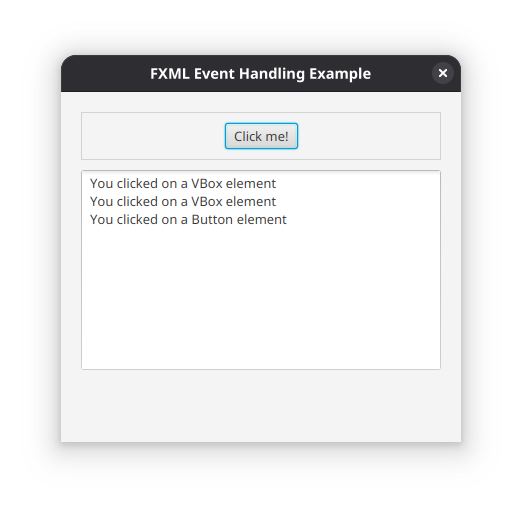 FXML Event Handling Example
Click me!
You clicked on a VBox element
You clicked on a VBox element
You clicked on a Button element